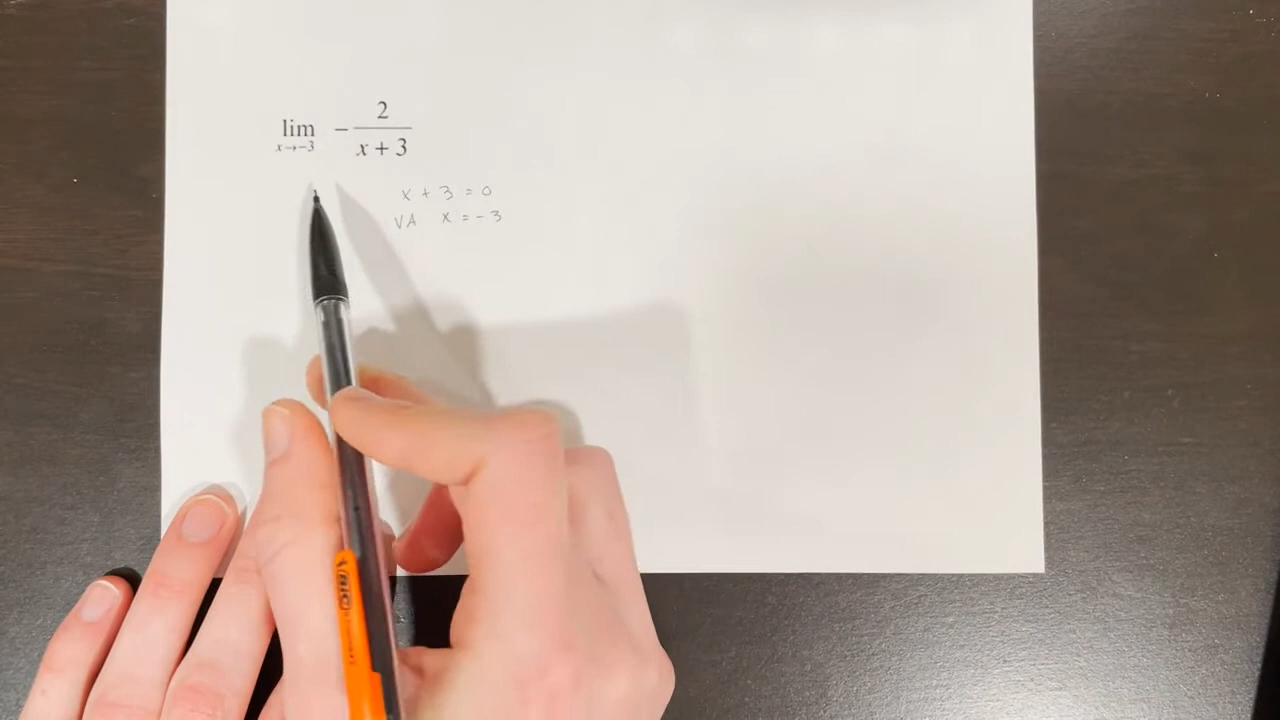 lim x→-3 - 2/(x + 3)
x + 3 = 0
VA x = -3
BIC